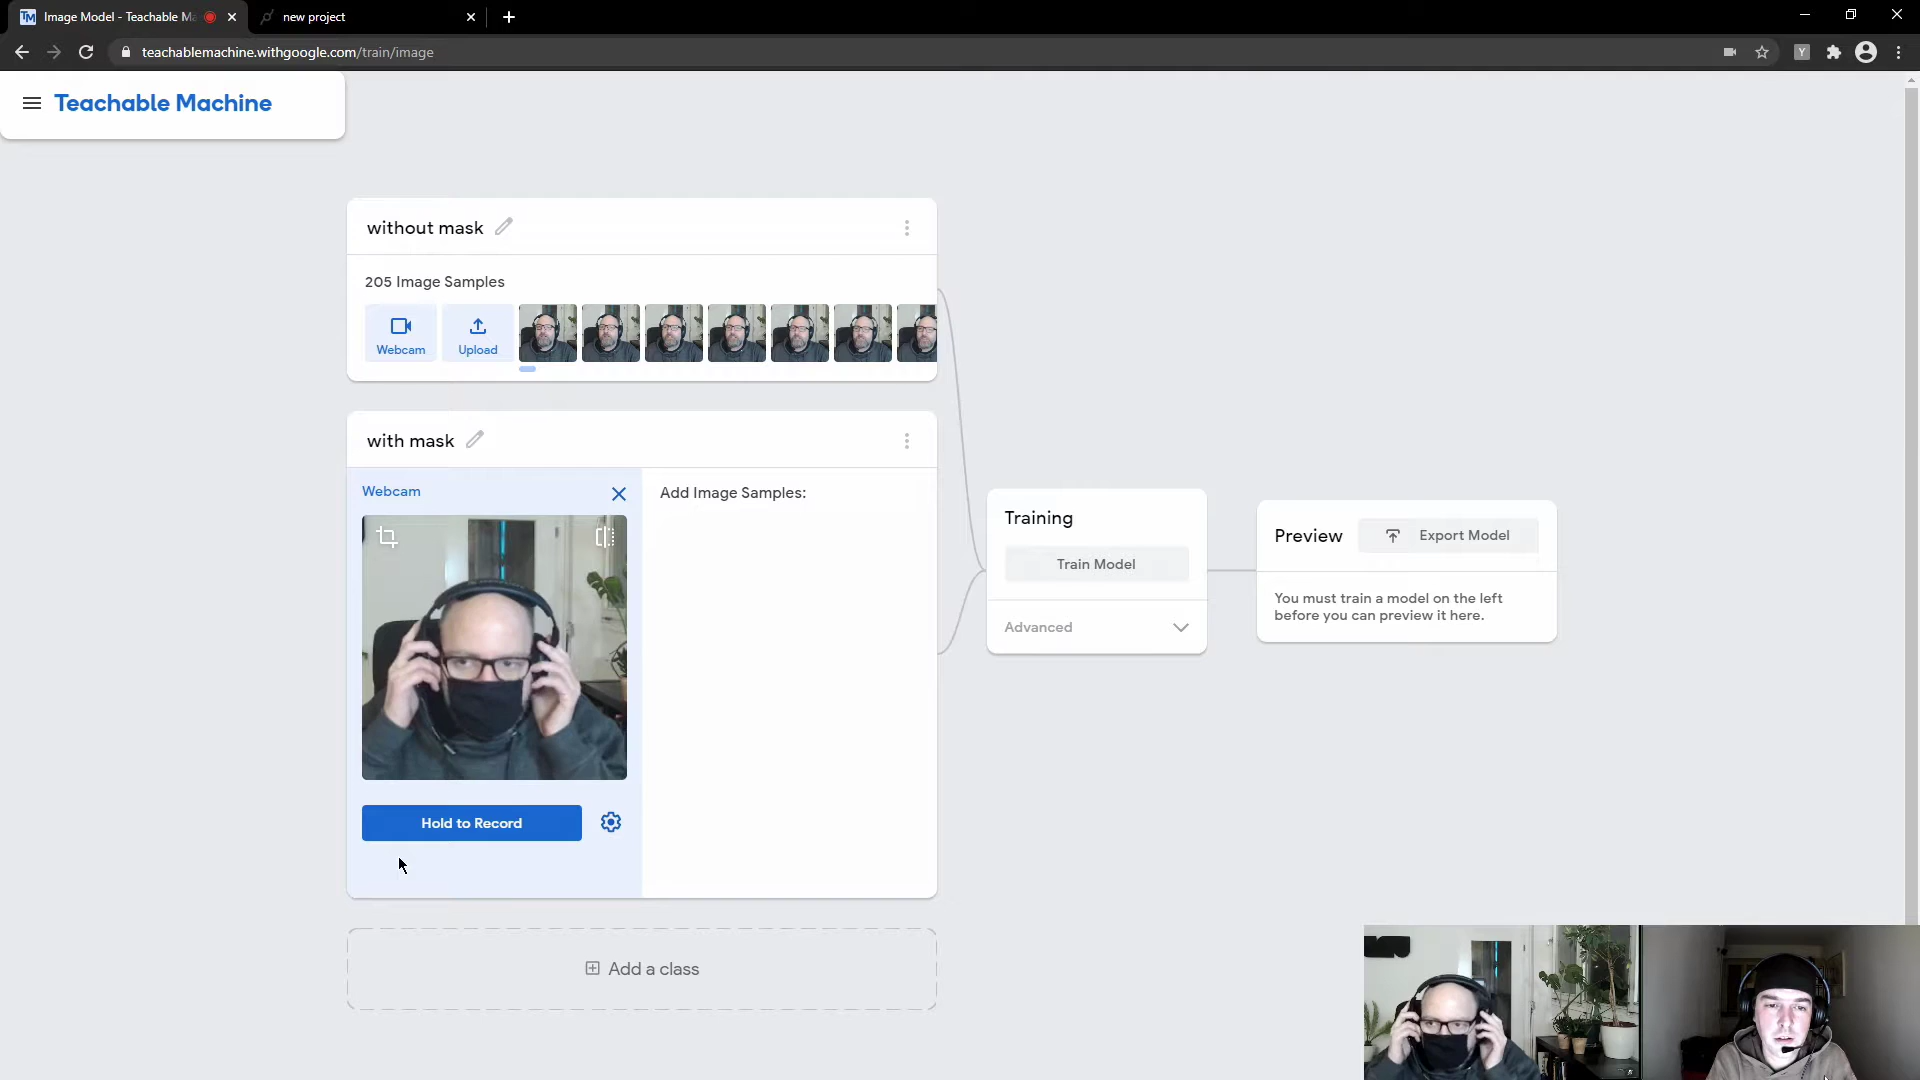 Image Model - Teachable Ma
new project
teachablemachine.withgoogle.com/train/image
Y
TM
Teachable Machine
without mask
205 Image Samples
Webcam
Upload
with mask
Webcam
Add Image Samples:
Hold to Record
Add a class
Training
Train Model
Advanced
Preview
Export Model
You must train a model on the left
before you can preview it here.